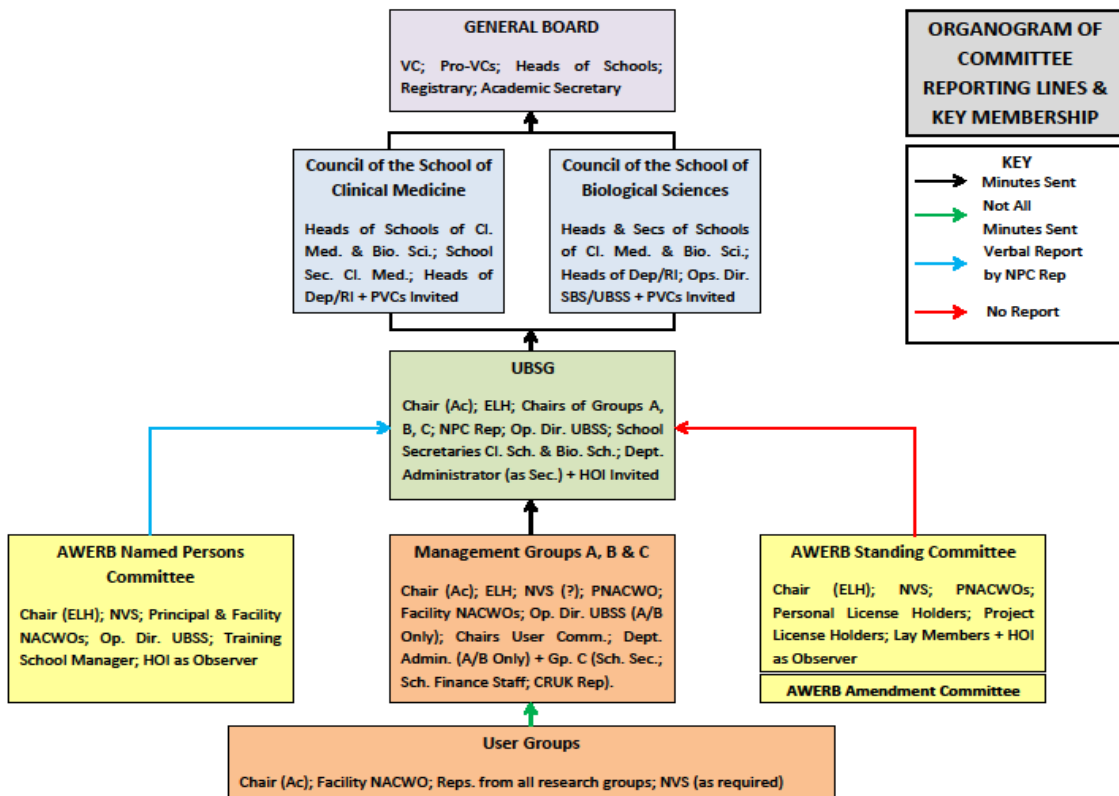 GENERAL BOARD
VC; Pro-VCs; Heads of Schools;
Registrary; Academic Secretary
ORGANOGRAM OF
COMMITTEE
REPORTING LINES &
KEY MEMBERSHIP
KEY
Minutes Sent
Not All
Minutes Sent
Verbal Report
by NPC Rep
No Report
Council of the School of
Clinical Medicine
Heads of Schools of Cl.
Med. & Bio. Sci.; School
Sec. Cl. Med.; Heads of
Dep/RI + PVCs Invited
Council of the School of
Biological Sciences
Heads & Secs of Schools
of Cl. Med. & Bio. Sci.;
Heads of Dep/RI; Ops. Dir.
SBS/UBSS + PVCs Invited
UBSG
Chair (Ac); ELH; Chairs of Groups A,
B, C; NPC Rep; Op. Dir. UBSS; School
Secretaries Cl. Sch. & Bio. Sch.; Dept.
Administrator (as Sec.) + HOI Invited
AWERB Named Persons
Committee
Chair (ELH); NVS; Principal & Facility
NACWOs; Op. Dir. UBSS; Training
School Manager; HOI as Observer
Management Groups A, B & C
Chair (Ac); ELH; NVS (?); PNACWO;
Facility NACWOs; Op. Dir. UBSS (A/B
Only); Chairs User Comm.; Dept.
Admin. (A/B Only) + Gp. C (Sch. Sec.;
Sch. Finance Staff; CRUK Rep).
AWERB Standing Committee
Chair (ELH); NVS; PNACWOs;
Personal License Holders; Project
License Holders; Lay Members + HOI
as Observer
AWERB Amendment Committee
User Groups
Chair (Ac); Facility NACWO; Reps. from all research groups; NVS (as required)